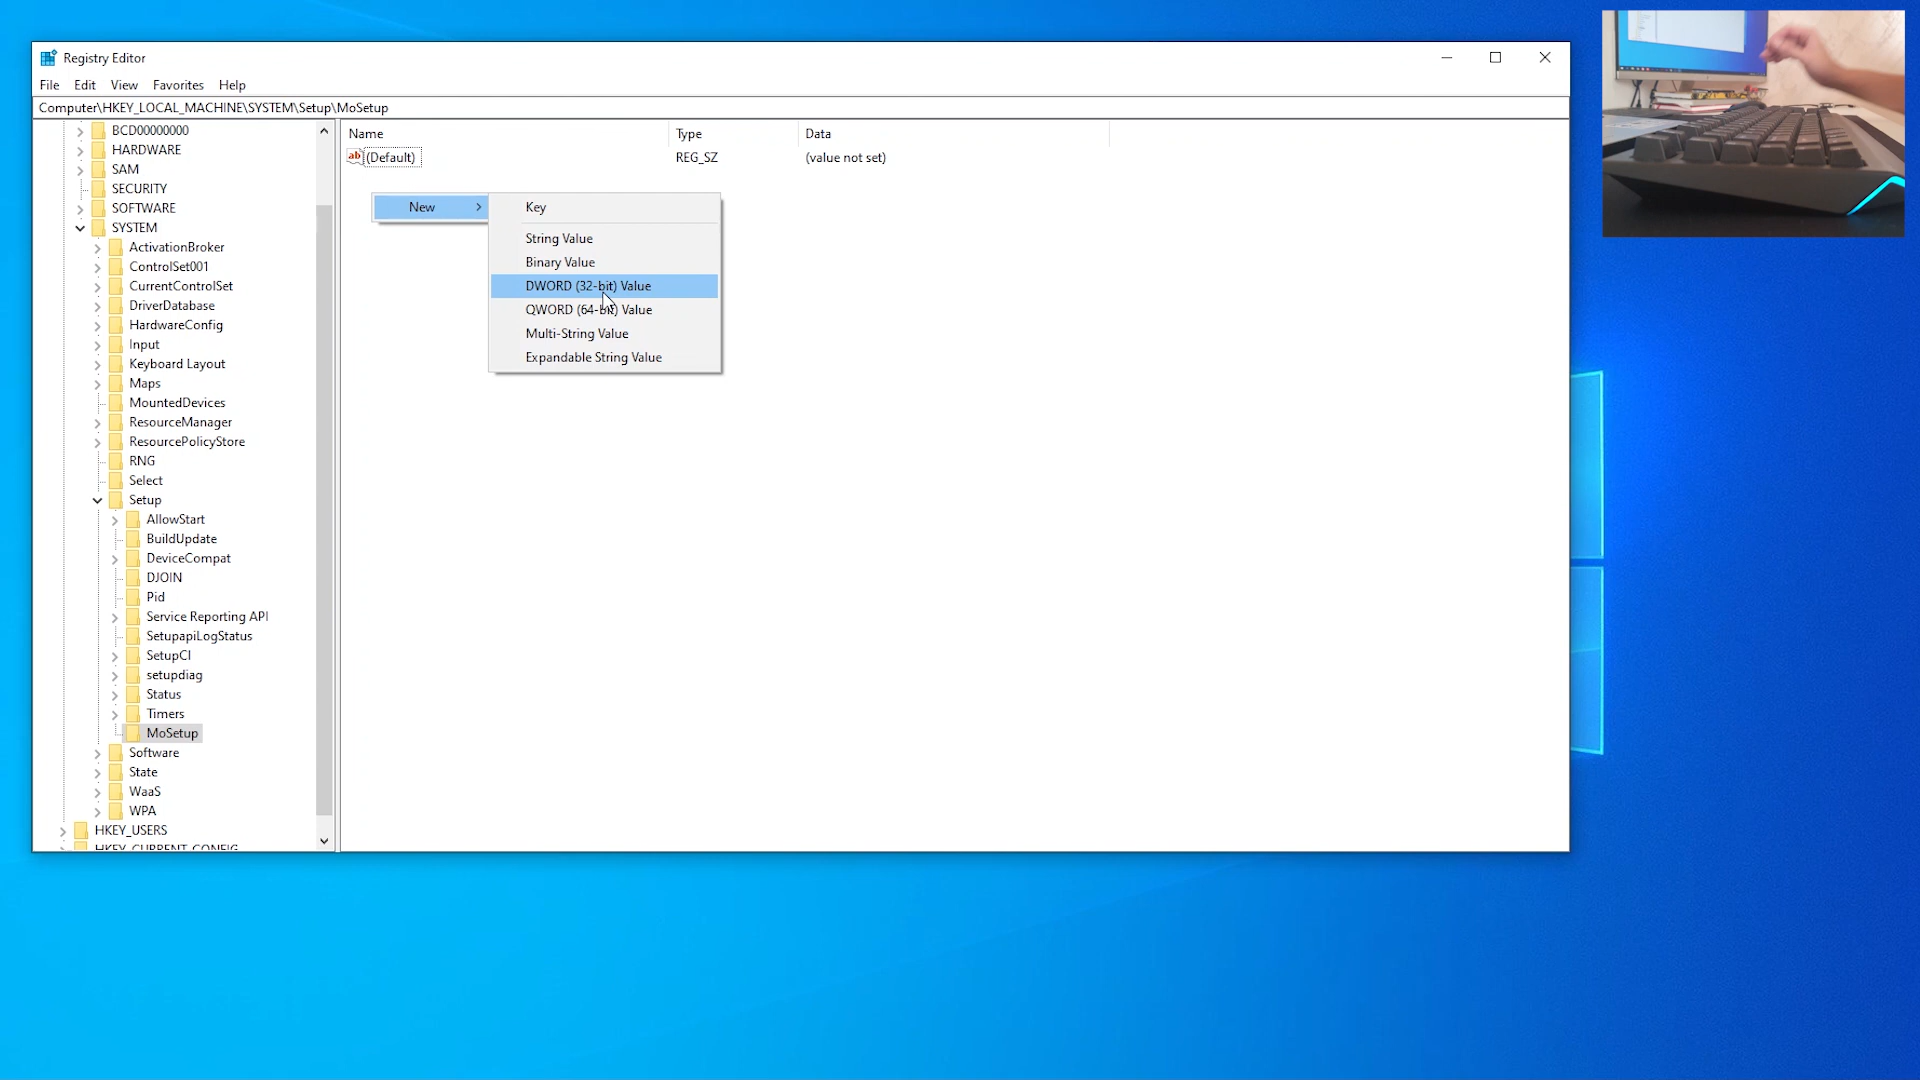 Registry Editor
File Edit View Favorites Help
Computer\HKEY_LOCAL_MACHINE\SYSTEM\Setup\MoSetup
Name Type Data
(Default) REG_SZ (value not set)
New
Key
String Value
Binary Value
DWORD (32-bit) Value
QWORD (64-bit) Value
Multi-String Value
Expandable String Value
BCD00000000
HARDWARE
SAM
SECURITY
SOFTWARE
SYSTEM
ActivationBroker
ControlSet001
CurrentControlSet
DriverDatabase
HardwareConfig
Input
Keyboard Layout
Maps
MountedDevices
ResourceManager
ResourcePolicyStore
RNG
Select
Setup
AllowStart
BuildUpdate
DeviceCompat
DJOIN
Pid
Service Reporting API
SetupapiLogStatus
SetupCl
setupdiag
Status
Timers
MoSetup
Software
State
WaaS
WPA
HKEY_USERS
HKEY_CURRENT_CONFIG